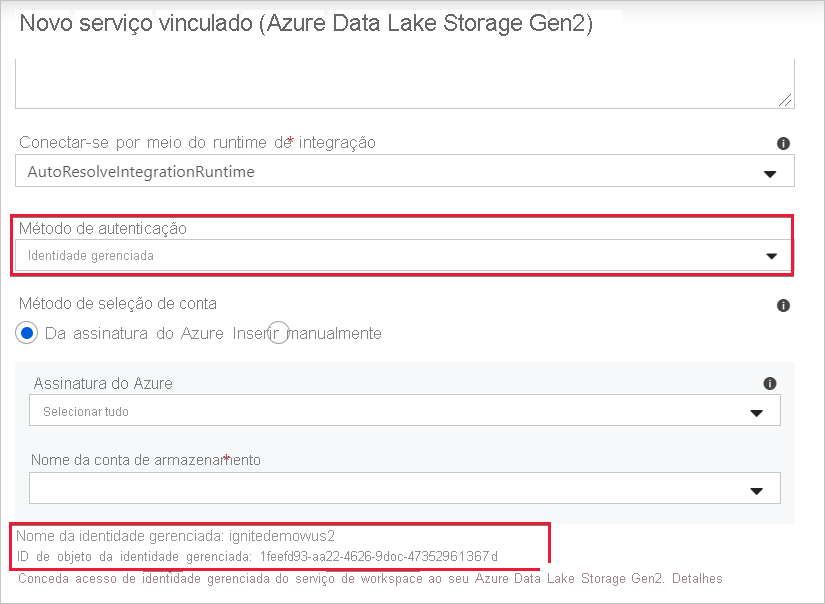 Novo serviço vinculado (Azure Data Lake Storage Gen2)
Conectar-se por meio do runtime de* integração
AutoResolveIntegrationRuntime
Método de autenticação
Identidade gerenciada
Método de seleção de conta
Da assinatura do Azure Inserir manualmente
Assinatura do Azure
Selecionar tudo
Nome da conta de armazenamento*
Nome da identidade gerenciada: ignitedemowus2
ID de objeto da identidade gerenciada: 1feefd93-aa22-4626-9doc-47352961367d
Conceda acesso de identidade gerenciada do serviço de workspace ao seu Azure Data Lake Storage Gen2. Detalhes